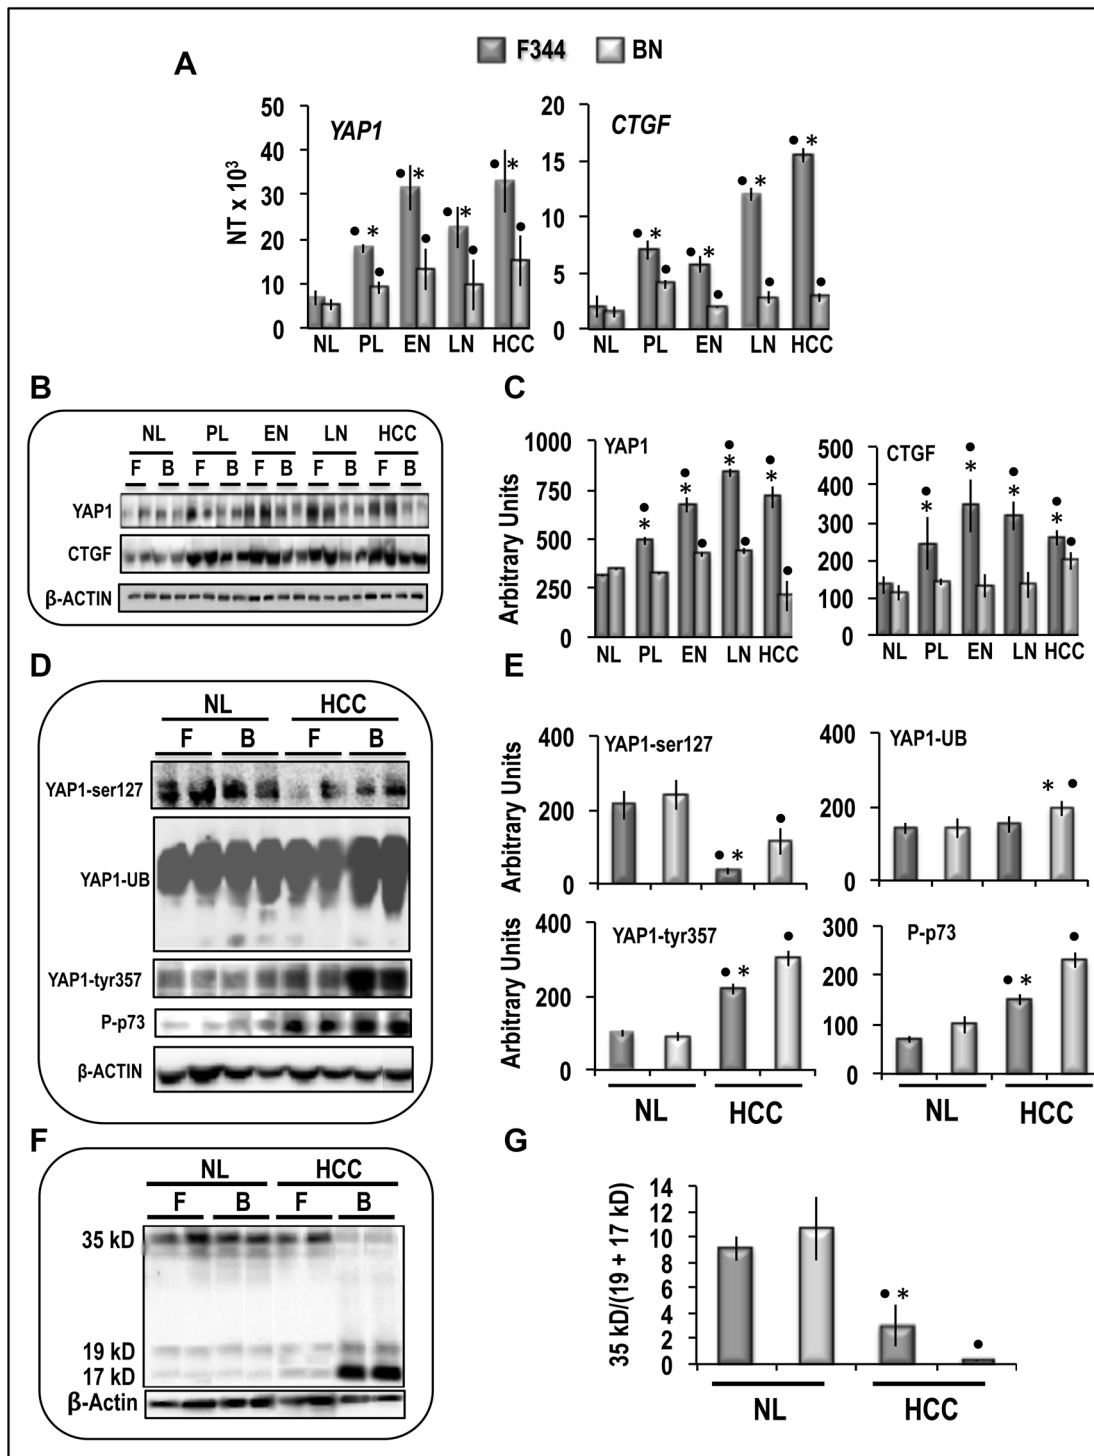 F344 BN
A
YAP1 CTGF
NT x 10³
50
40
30
20
10
0
20
15
10
5
0
NL PL EN LN HCC
NL PL EN LN HCC
B
NL PL EN LN HCC
F B F B F B F B F B
YAP1
CTGF
β-ACTIN
C
YAP1 CTGF
Arbitrary Units
1000
750
500
250
0
500
400
300
200
100
0
NL PL EN LN HCC
NL PL EN LN HCC
D
NL HCC
F B F B
YAP1-ser127
YAP1-UB
YAP1-tyr357
P-p73
β-ACTIN
E
YAP1-ser127 YAP1-UB
Arbitrary Units
400
200
0
400
200
0
YAP1-tyr357 P-p73
Arbitrary Units
400
200
0
300
200
100
0
NL HCC NL HCC
F
NL HCC
F B F B
35 kD
19 kD
17 kD
β-Actin
G
35 kD/(19 + 17 kD)
14
12
10
8
6
4
2
0
NL HCC